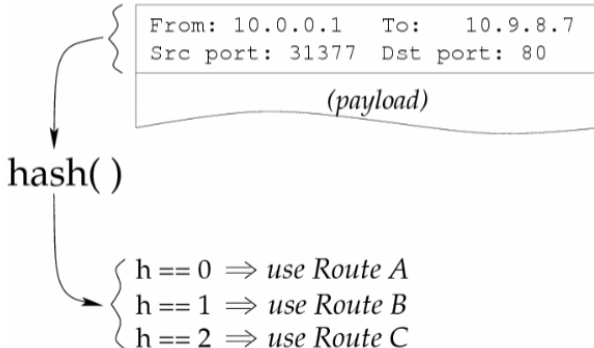 From: 10.0.0.1 To: 10.9.8.7
Src port: 31377 Dst port: 80
(payload)
hash( )
h == 0 ⇒ use Route A
h == 1 ⇒ use Route B
h == 2 ⇒ use Route C